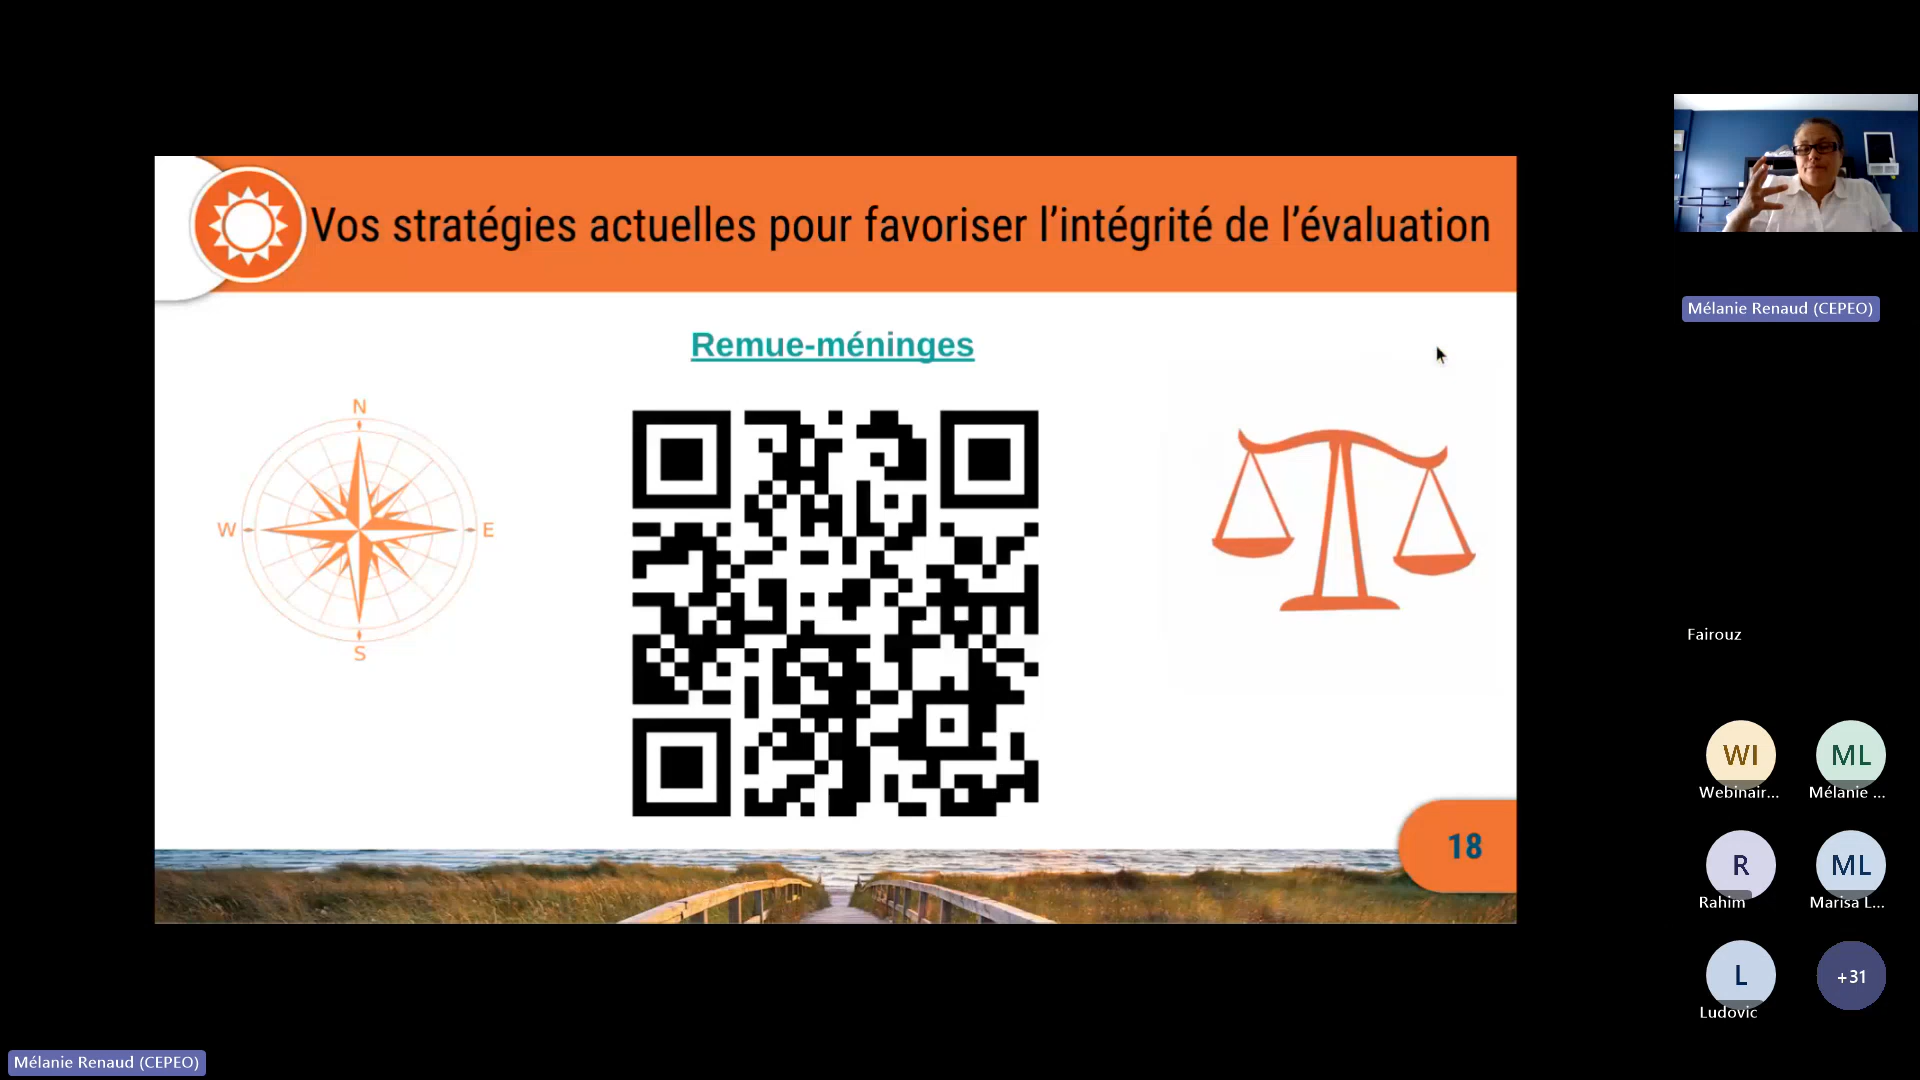 Vos stratégies actuelles pour favoriser l’intégrité de l’évaluation
Remue-méninges
N
W
E
S
18
Mélanie Renaud (CEPEO)
Fairouz
WI
ML
Webinair...
Mélanie ...
R
ML
Rahim
Marisa L...
L
+31
Ludovic
Mélanie Renaud (CEPEO)